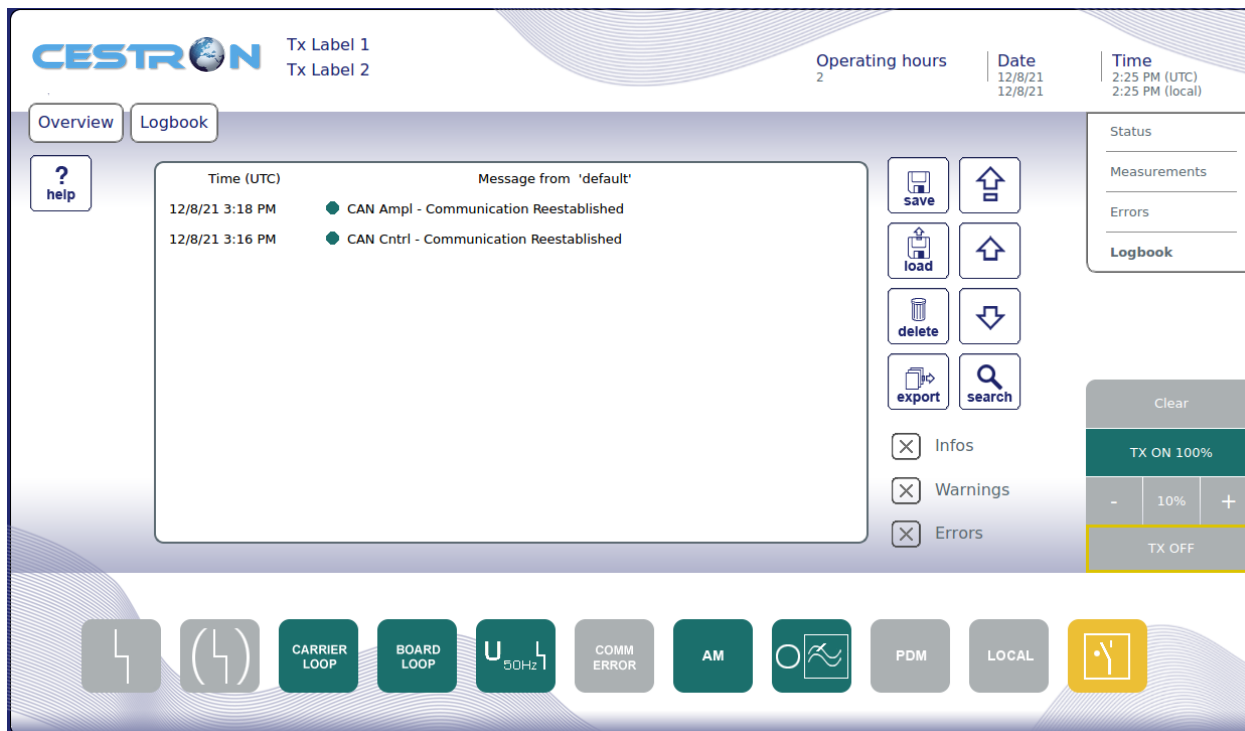 CESTRON
Tx Label 1
Tx Label 2
Operating hours
2
Date
12/8/21
12/8/21
Time
2:25 PM (UTC)
2:25 PM (local)
Overview
Logbook
?
help
Time (UTC) Message from 'default'
12/8/21 3:18 PM CAN Ampl - Communication Reestablished
12/8/21 3:16 PM CAN Cntrl - Communication Reestablished
save
load
delete
export
search
Infos
Warnings
Errors
Status
Measurements
Errors
Logbook
Clear
TX ON 100%
- 10% +
TX OFF
CARRIER
LOOP
BOARD
LOOP
U 50Hz
COMM
ERROR
AM
PDM
LOCAL